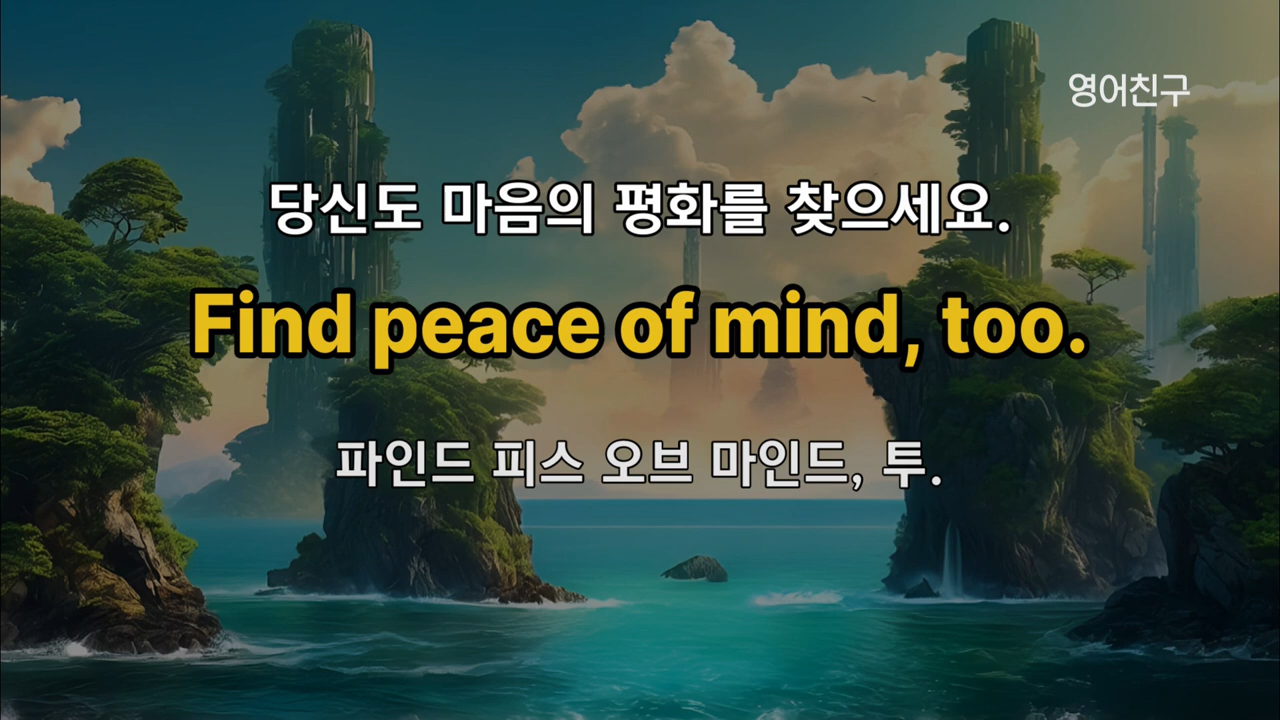 영어친구
당신도 마음의 평화를 찾으세요.
Find peace of mind, too.
파인드 피스 오브 마인드, 투.